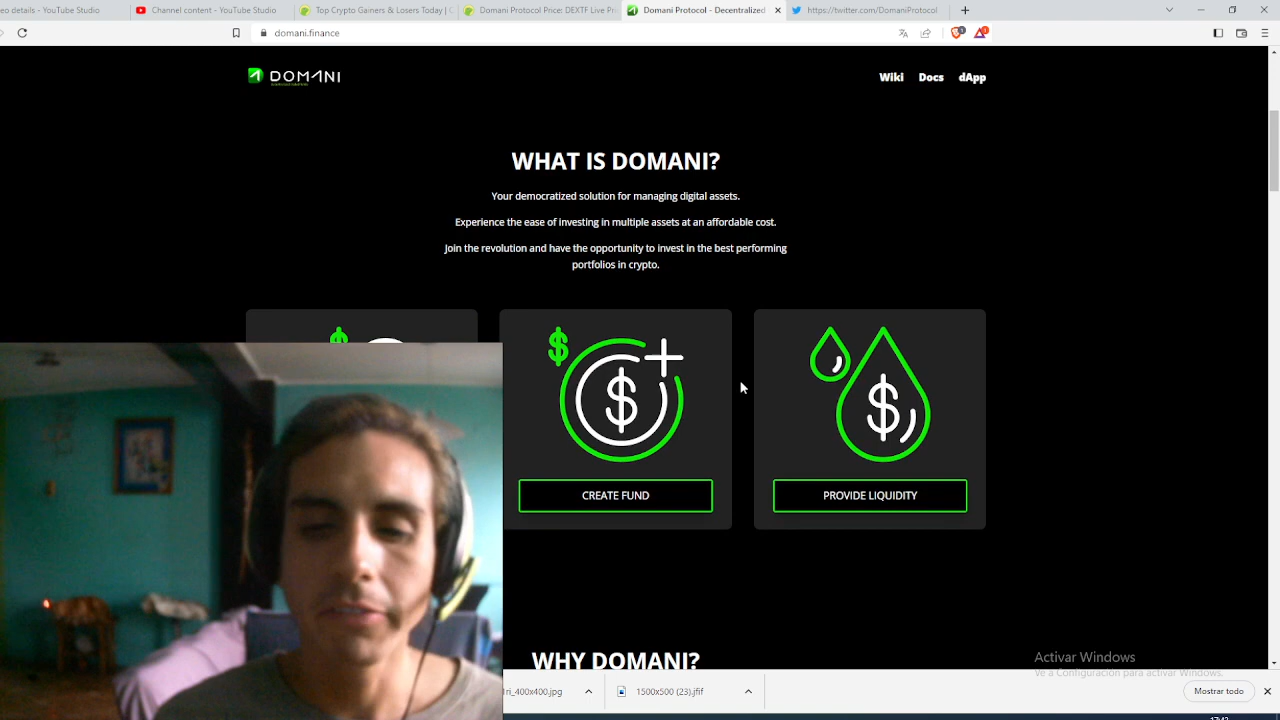 eo details - YouTube Studio
Channel content - YouTube Studio
Top Crypto Gainers & Losers Today | C
Domani Protocol Price: DEXTF Live Pri
Domani Protocol - Decentralized
https://twitter.com/DomaniProtocol
domani.finance
DOMANI
Wiki
Docs
dApp
WHAT IS DOMANI?
Your democratized solution for managing digital assets.
Experience the ease of investing in multiple assets at an affordable cost.
Join the revolution and have the opportunity to invest in the best performing
portfolios in crypto.
CREATE FUND
PROVIDE LIQUIDITY
WHY DOMANI?
Activar Windows
Ve a Configuración para activar Windows.
1ri_400x400.jpg
1500x500 (23).jfif
Mostrar todo